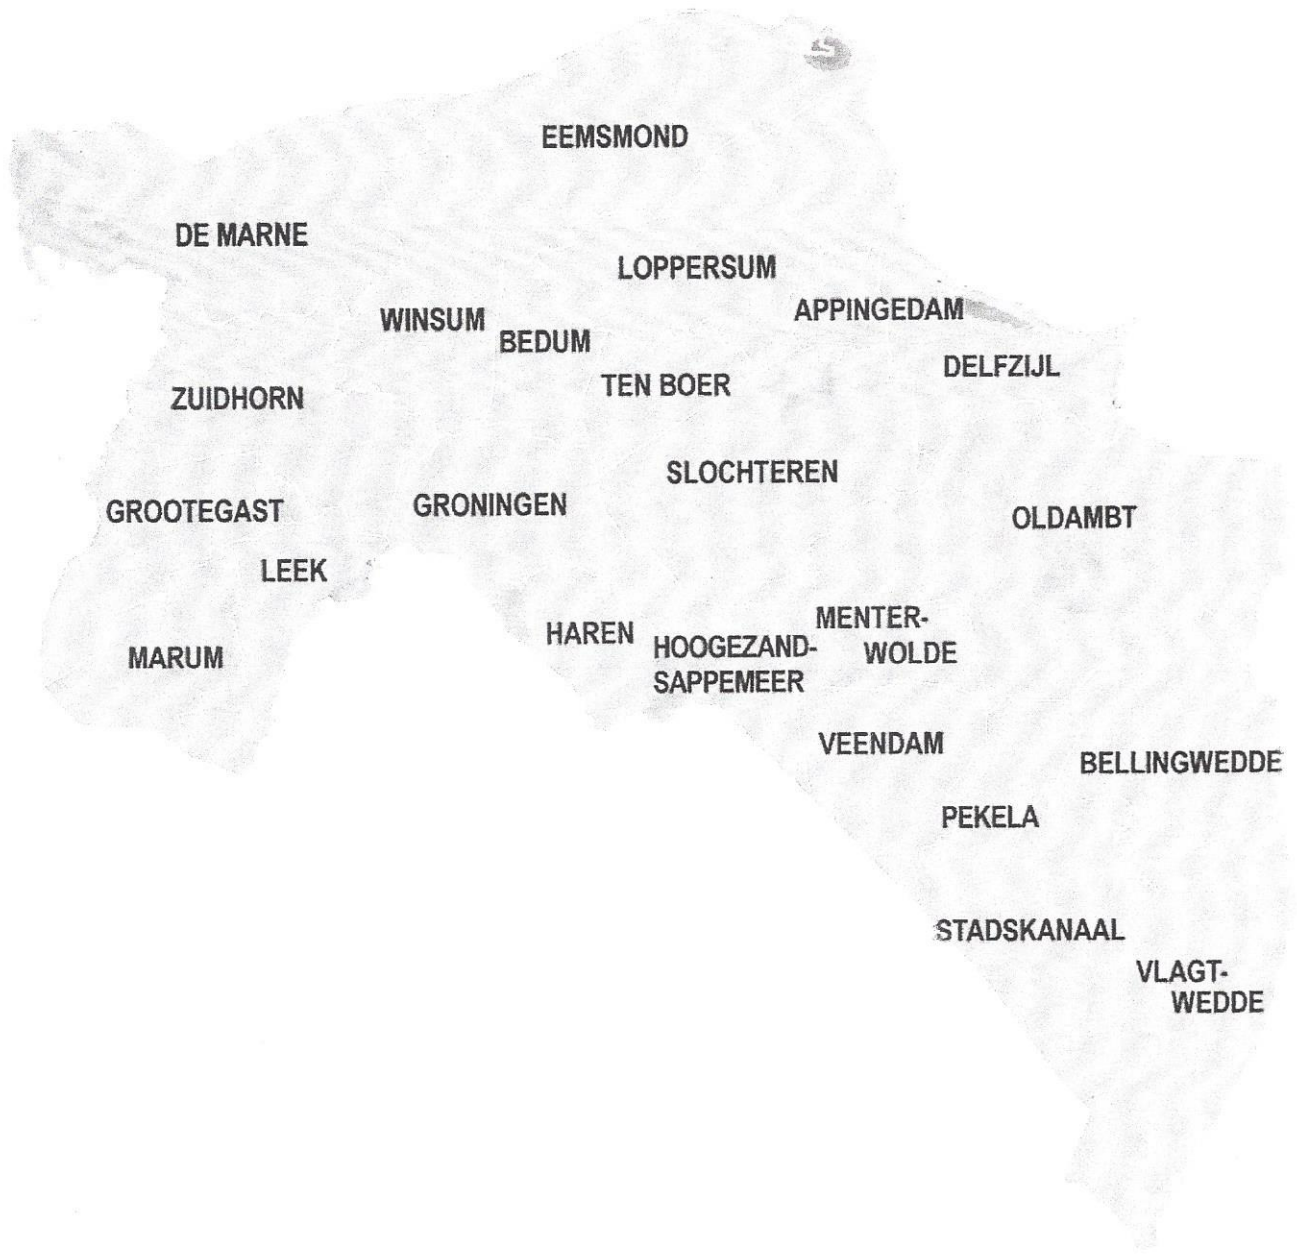 EEMSMOND
DE MARNE
LOPPERSUM
APPINGEDAM
WINSUM
BEDUM
DELFZIJL
TEN BOER
ZUIDHORN
SLOCHTEREN
GRONINGEN
GROOTEGAST
OLDAMBT
LEEK
HAREN
MENTER-
WOLDE
HOOGEZAND-
SAPPEMEER
MARUM
VEENDAM
BELLINGWEDDE
PEKELA
STADSKANAAL
VLAGT-
WEDDE